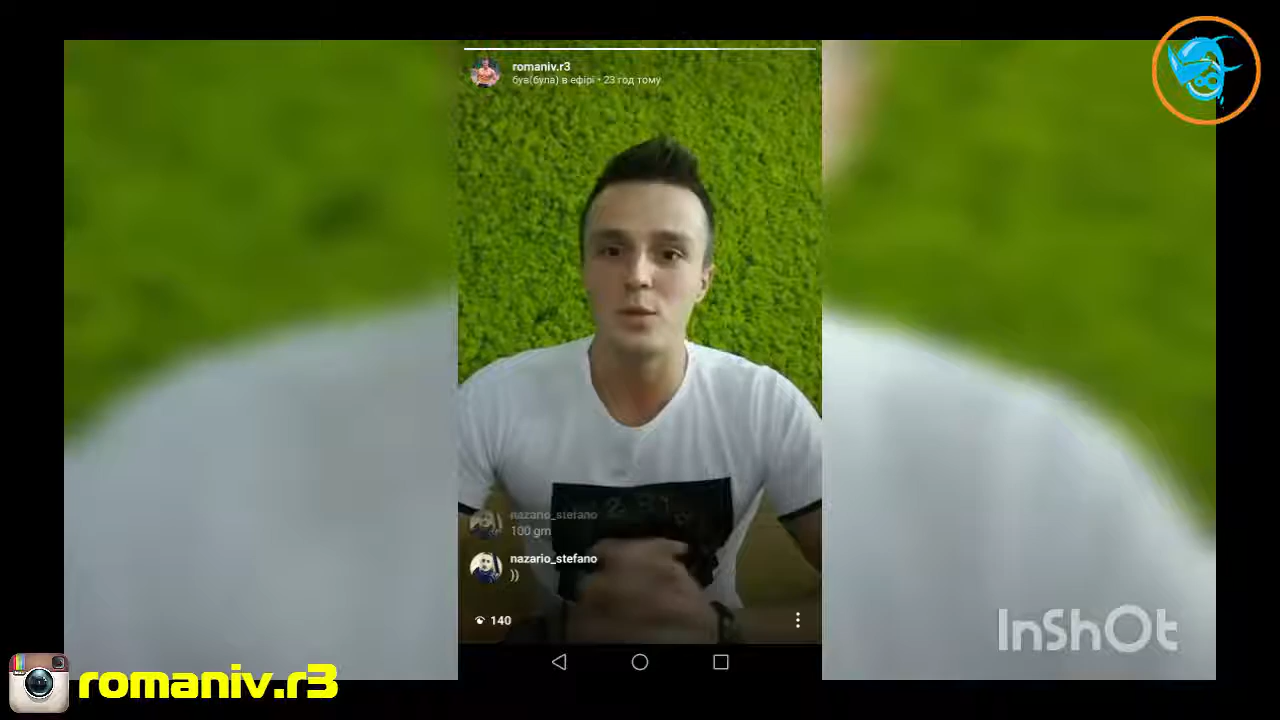 romaniv.r3
був(була) в ефірі • 23 год тому
nazario_stefano
100 gm
nazario_stefano
))
140
InShOt
romaniv.r3